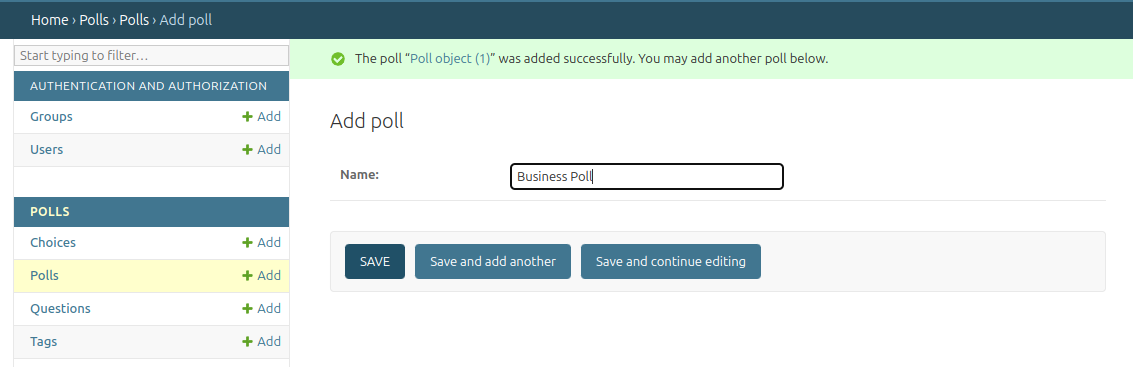 Home › Polls › Polls › Add poll
Start typing to filter…
AUTHENTICATION AND AUTHORIZATION
Groups + Add
Users + Add
POLLS
Choices + Add
Polls + Add
Questions + Add
Tags + Add
The poll “Poll object (1)” was added successfully. You may add another poll below.
Add poll
Name: Business Poll
SAVE Save and add another Save and continue editing